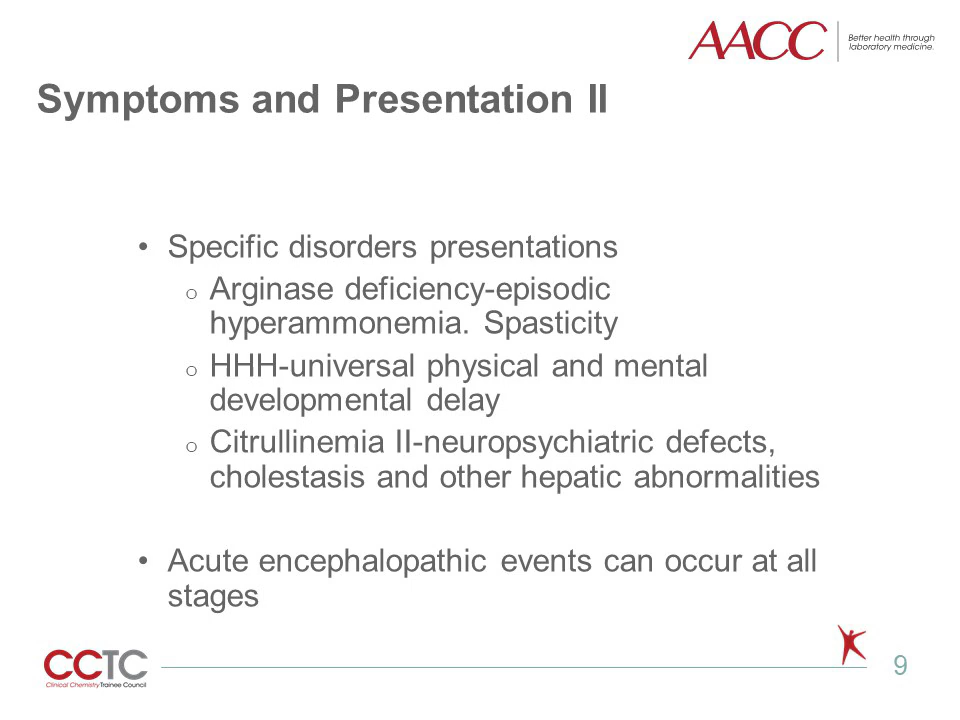 AACC
Better health through
laboratory medicine.
Symptoms and Presentation II
• Specific disorders presentations
o Arginase deficiency-episodic
hyperammonemia. Spasticity
o HHH-universal physical and mental
developmental delay
o Citrullinemia II-neuropsychiatric defects,
cholestasis and other hepatic abnormalities
• Acute encephalopathic events can occur at all
stages
CCTC
Clinical Chemistry Trainee Council
9